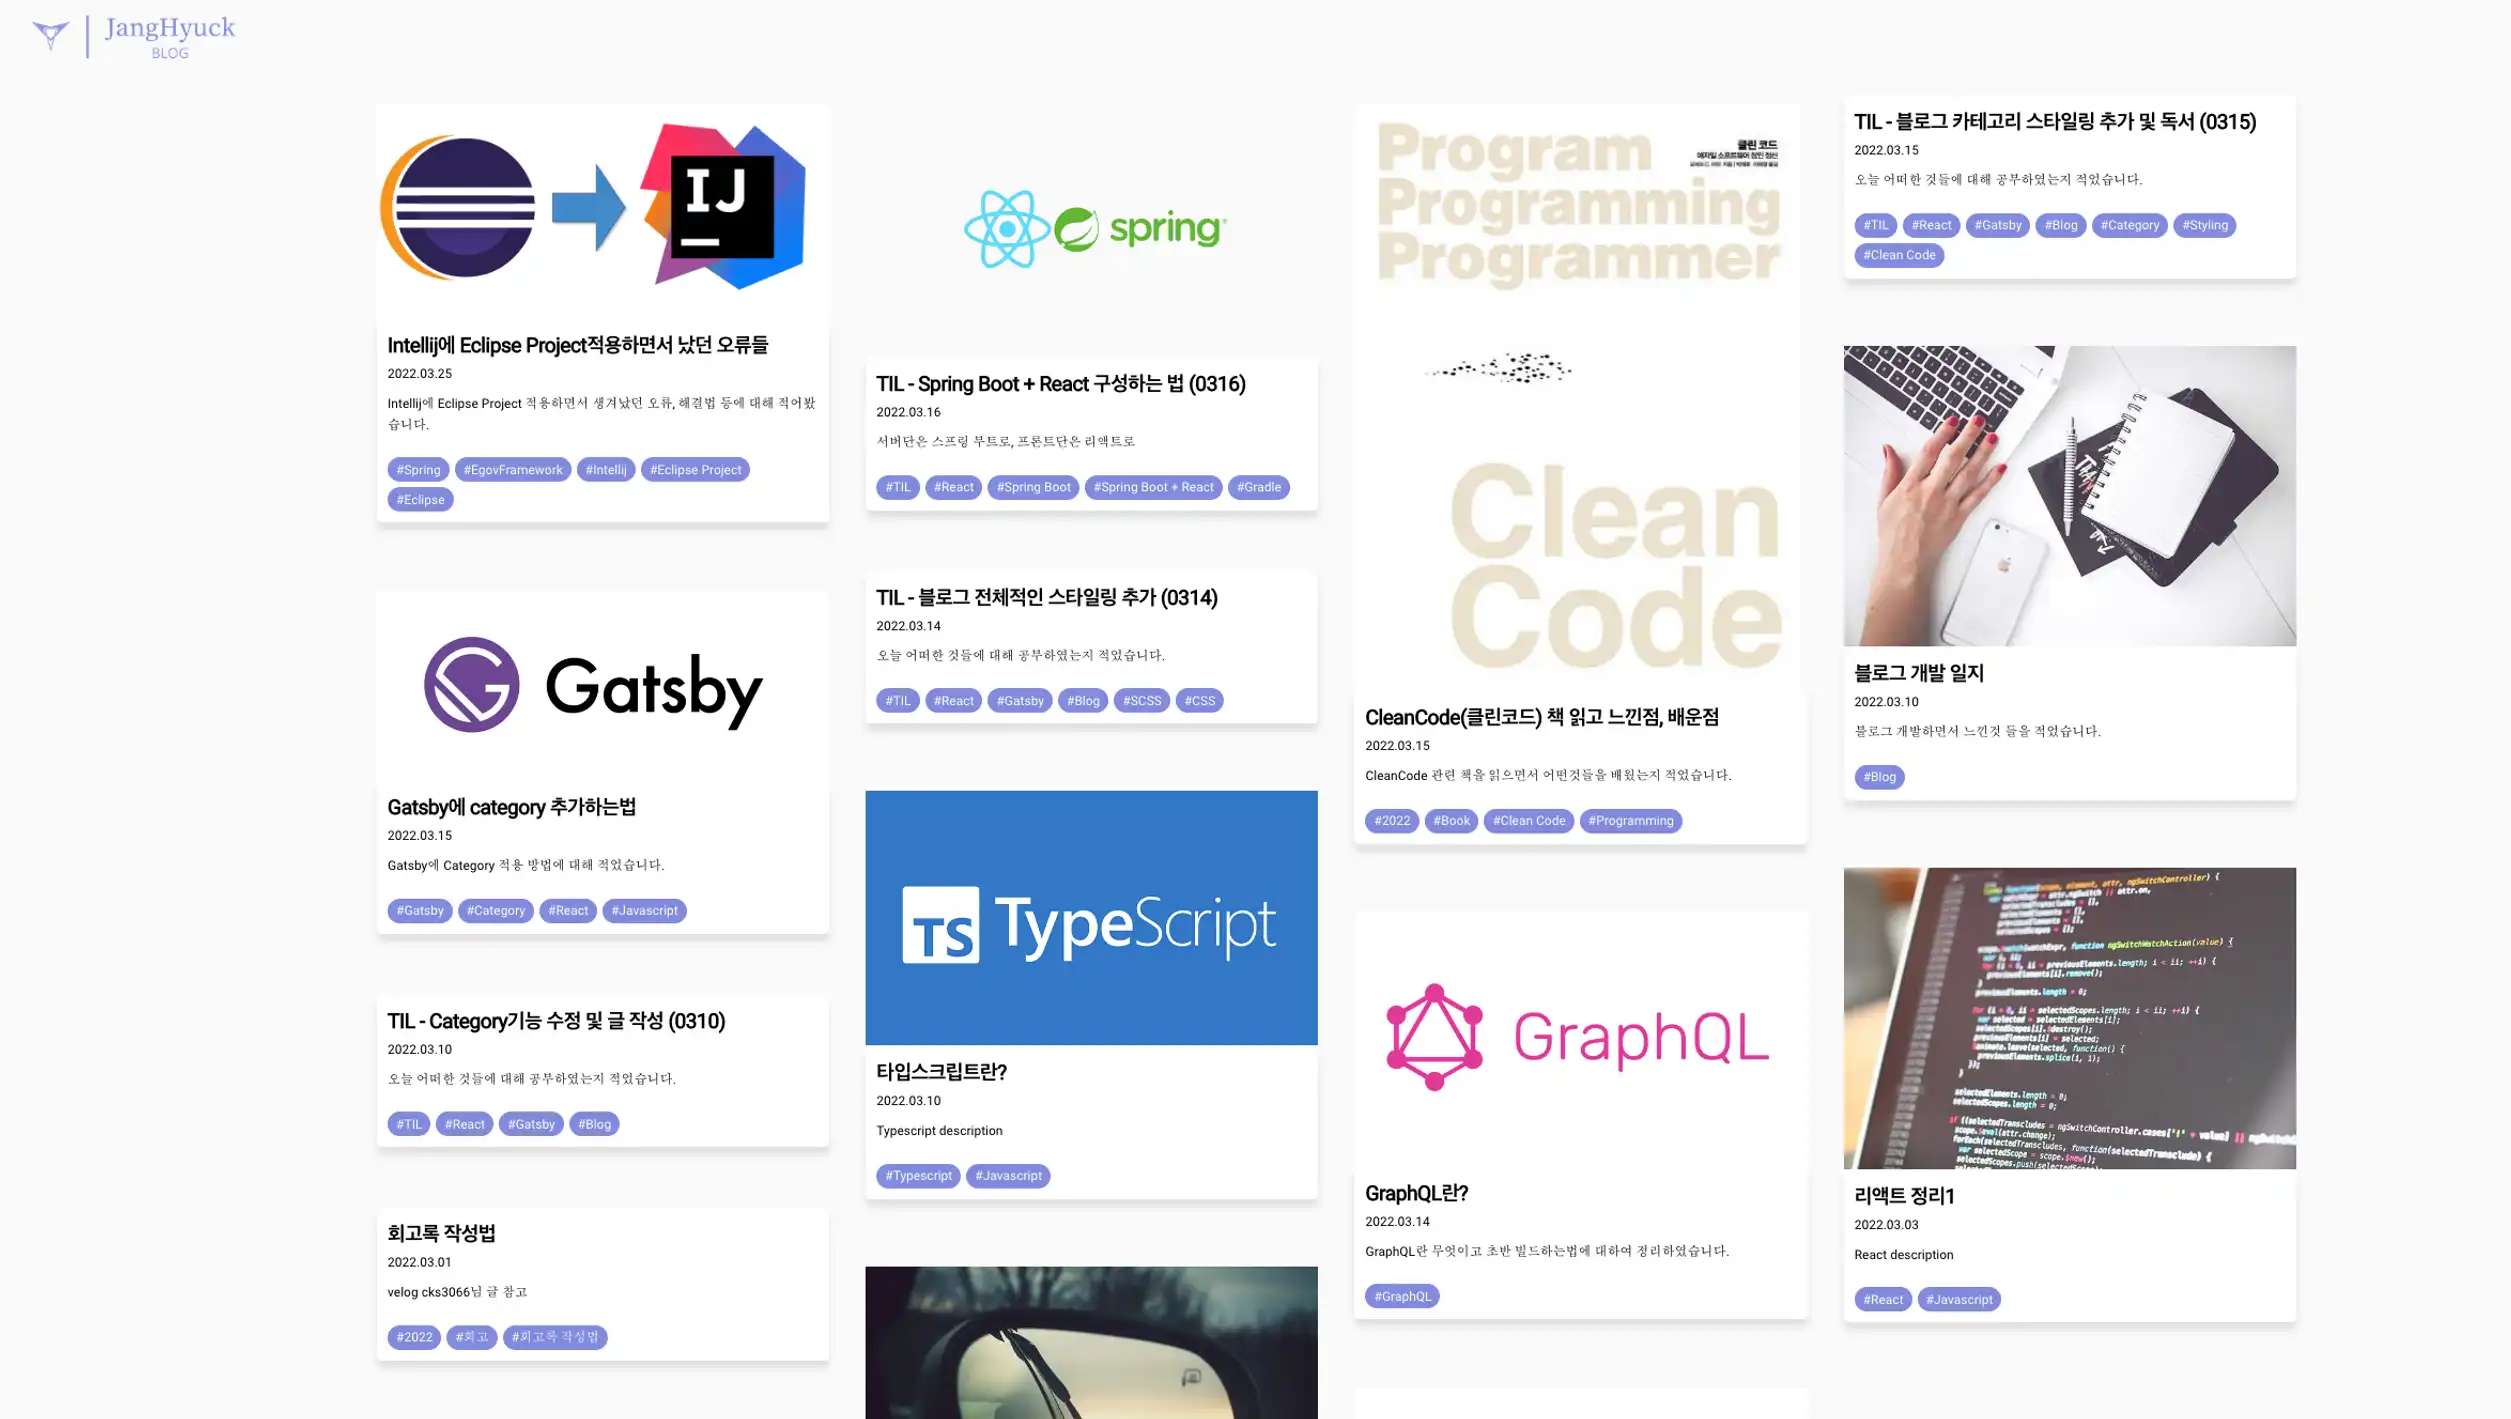 JangHyuck
BLOG
IJ
Intellij에 Eclipse Project적용하면서 났던 오류들
2022.03.25
Intellij에 Eclipse Project 적용하면서 생겨났던 오류, 해결법 등에 대해 적어봤
습니다.
#Spring #EgovFramework #Intellij #Eclipse Project
#Eclipse
Gatsby
Gatsby에 category 추가하는법
2022.03.15
Gatsby에 Category 적용 방법에 대해 적었습니다.
#Gatsby #Category #React #Javascript
TIL - Category기능 수정 및 글 작성 (0310)
2022.03.10
오늘 어떠한 것들에 대해 공부하였는지 적었습니다.
#TIL #React #Gatsby #Blog
회고록 작성법
2022.03.01
velog cks3066님 글 참고
#2022 #회고 #회고록 작성법
spring
TIL - Spring Boot + React 구성하는 법 (0316)
2022.03.16
서버단은 스프링 부트로, 프론트단은 리액트로
#TIL #React #Spring Boot #Spring Boot + React #Gradle
TIL - 블로그 전체적인 스타일링 추가 (0314)
2022.03.14
오늘 어떠한 것들에 대해 공부하였는지 적었습니다.
#TIL #React #Gatsby #Blog #SCSS #CSS
TS TypeScript
타입스크립트란?
2022.03.10
Typescript description
#Typescript #Javascript
Program
Programming
Programmer
클린 코드
애자일 소프트웨어 장인 정신
Clean
Code
CleanCode(클린코드) 책 읽고 느낀점, 배운점
2022.03.15
CleanCode 관련 책을 읽으면서 어떤것들을 배웠는지 적었습니다.
#2022 #Book #Clean Code #Programming
GraphQL
GraphQL란?
2022.03.14
GraphQL란 무엇이고 초반 빌드하는법에 대하여 정리하였습니다.
#GraphQL
TIL - 블로그 카테고리 스타일링 추가 및 독서 (0315)
2022.03.15
오늘 어떠한 것들에 대해 공부하였는지 적었습니다.
#TIL #React #Gatsby #Blog #Category #Styling
#Clean Code
블로그 개발 일지
2022.03.10
블로그 개발하면서 느낀것 들을 적었습니다.
#Blog
리액트 정리1
2022.03.03
React description
#React #Javascript